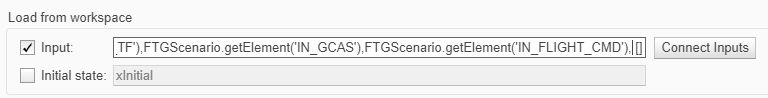 Load from workspace
Input: .TF'),FTGScenario.getElement('IN_GCAS'),FTGScenario.getElement('IN_FLIGHT_CMD'), [] Connect Inputs
Initial state: xInitial